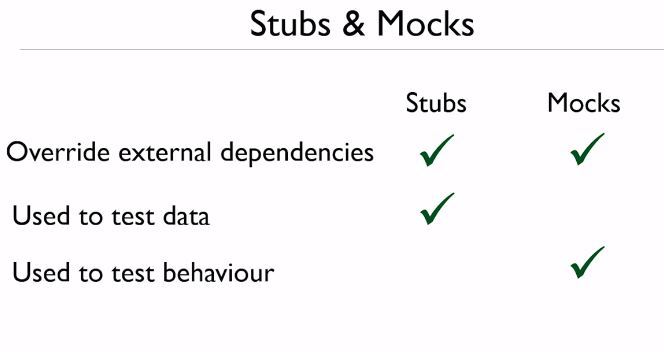 Stubs & Mocks
Stubs Mocks
Override external dependencies ✓ ✓
Used to test data ✓
Used to test behaviour ✓